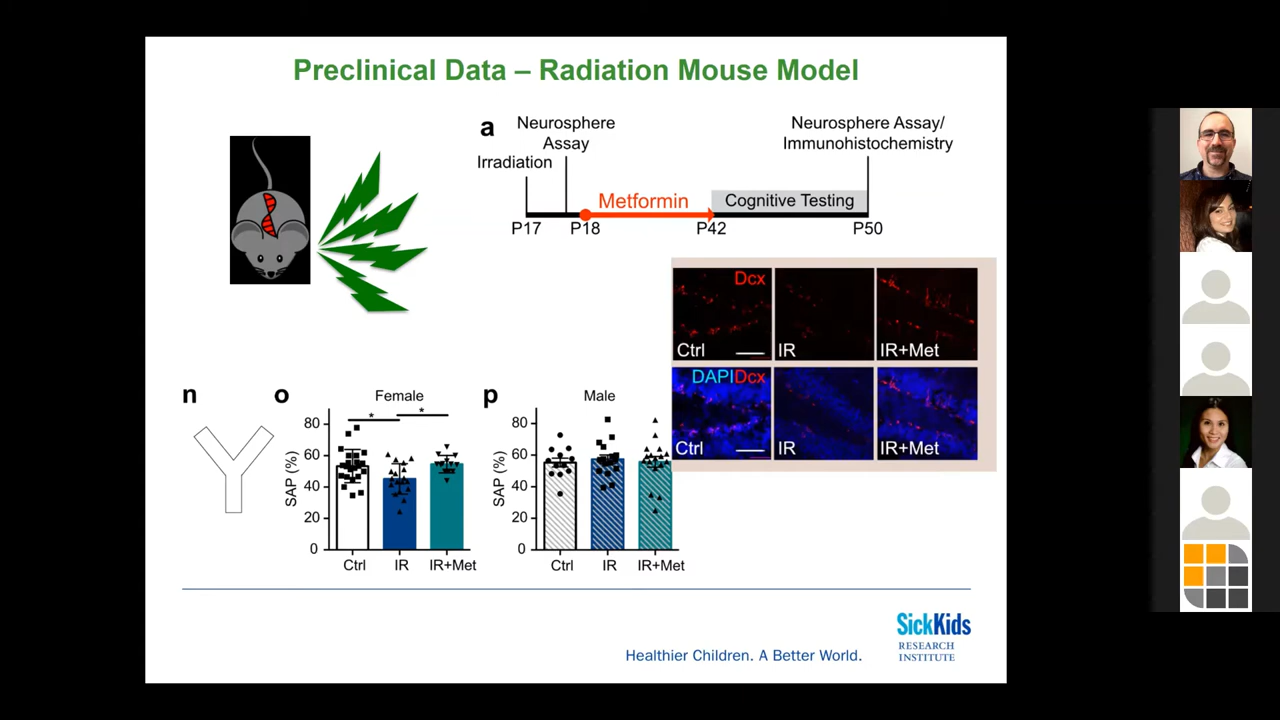 Preclinical Data – Radiation Mouse Model
a
Neurosphere
Assay
Irradiation
Neurosphere Assay/
Immunohistochemistry
Metformin
Cognitive Testing
P17
P18
P42
P50
Dcx
Ctrl
IR
IR+Met
DAPIDcx
Ctrl
IR
IR+Met
n
o
Female
*
*
SAP (%)
80
60
40
20
0
Ctrl
IR
IR+Met
p
Male
SAP (%)
80
60
40
20
0
Ctrl
IR
IR+Met
SickKids
RESEARCH
INSTITUTE
Healthier Children. A Better World.